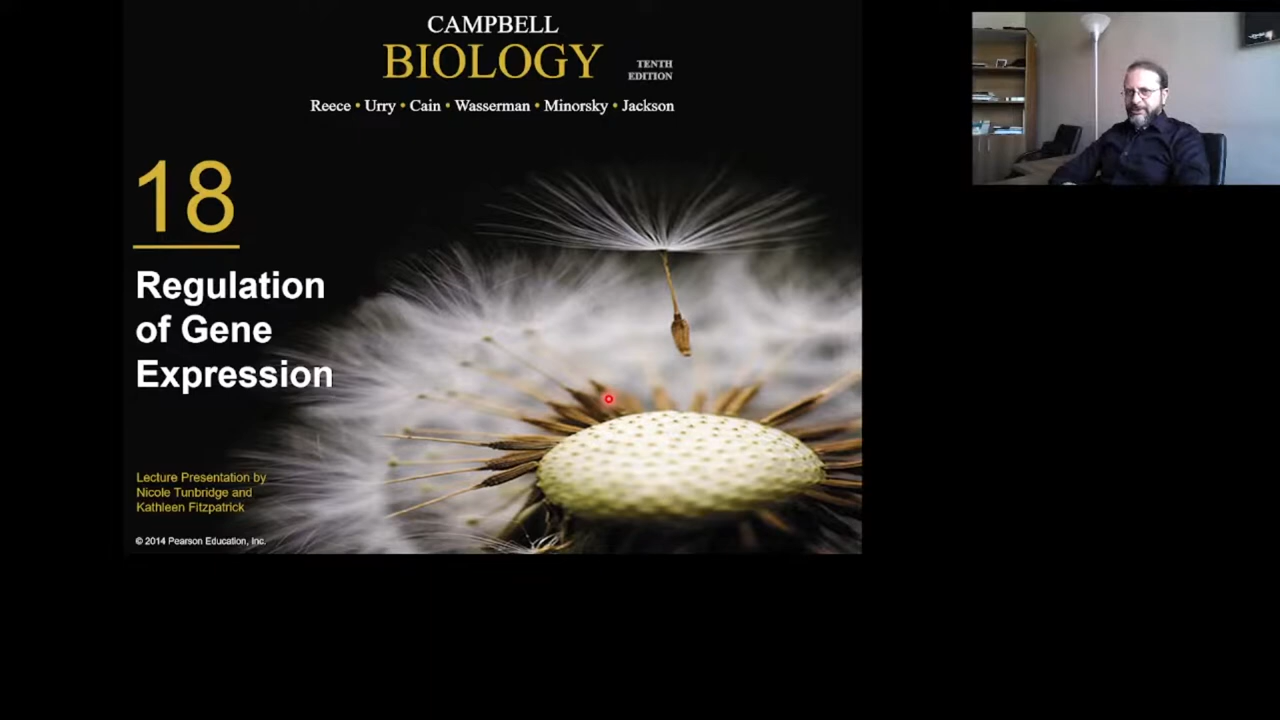 CAMPBELL
BIOLOGY
TENTH
EDITION
Reece • Urry • Cain • Wasserman • Minorsky • Jackson
18
Regulation
of Gene
Expression
Lecture Presentation by
Nicole Tunbridge and
Kathleen Fitzpatrick
© 2014 Pearson Education, Inc.